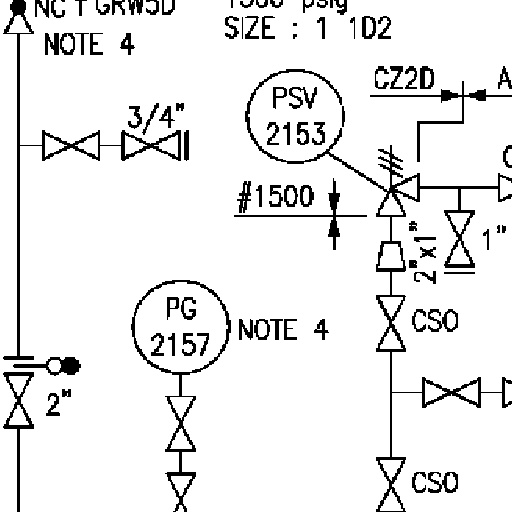 NC T GRW5D
1500 psig
SIZE : 1 1D2
NOTE 4
CZ2D
A
PSV
2153
3/4"
#1500
1"
2"x1"
PG
2157
NOTE 4
CSO
2"
CSO